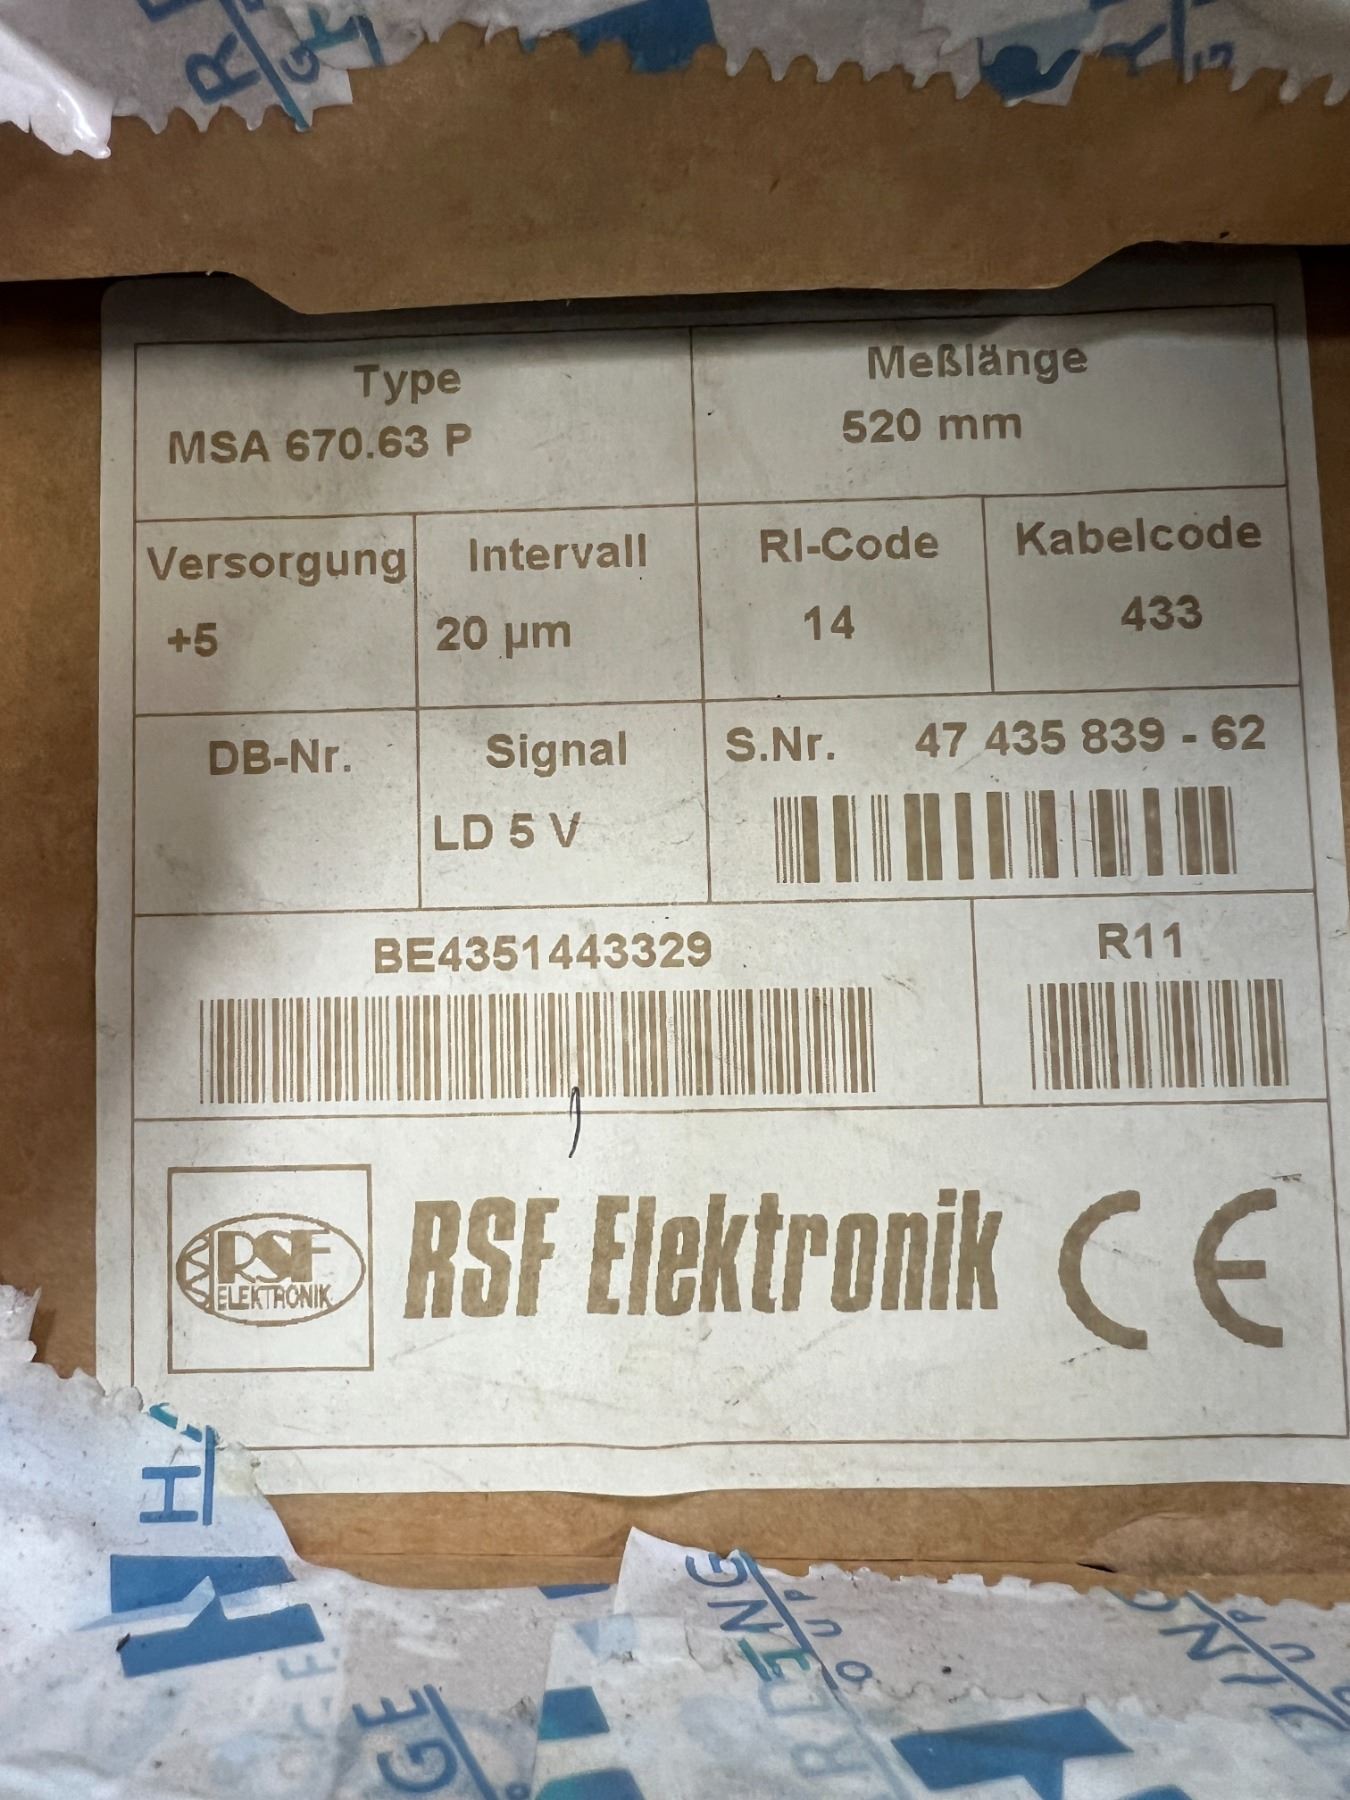 Type
MSA 670.63 P
Meßlänge
520 mm
Versorgung
+5
Intervall
20 µm
RI-Code
14
Kabelcode
433
DB-Nr.
Signal
LD 5 V
S.Nr. 47 435 839 - 62
BE4351443329
R11
RSF
ELEKTRONIK
RSF Elektronik CE
GE